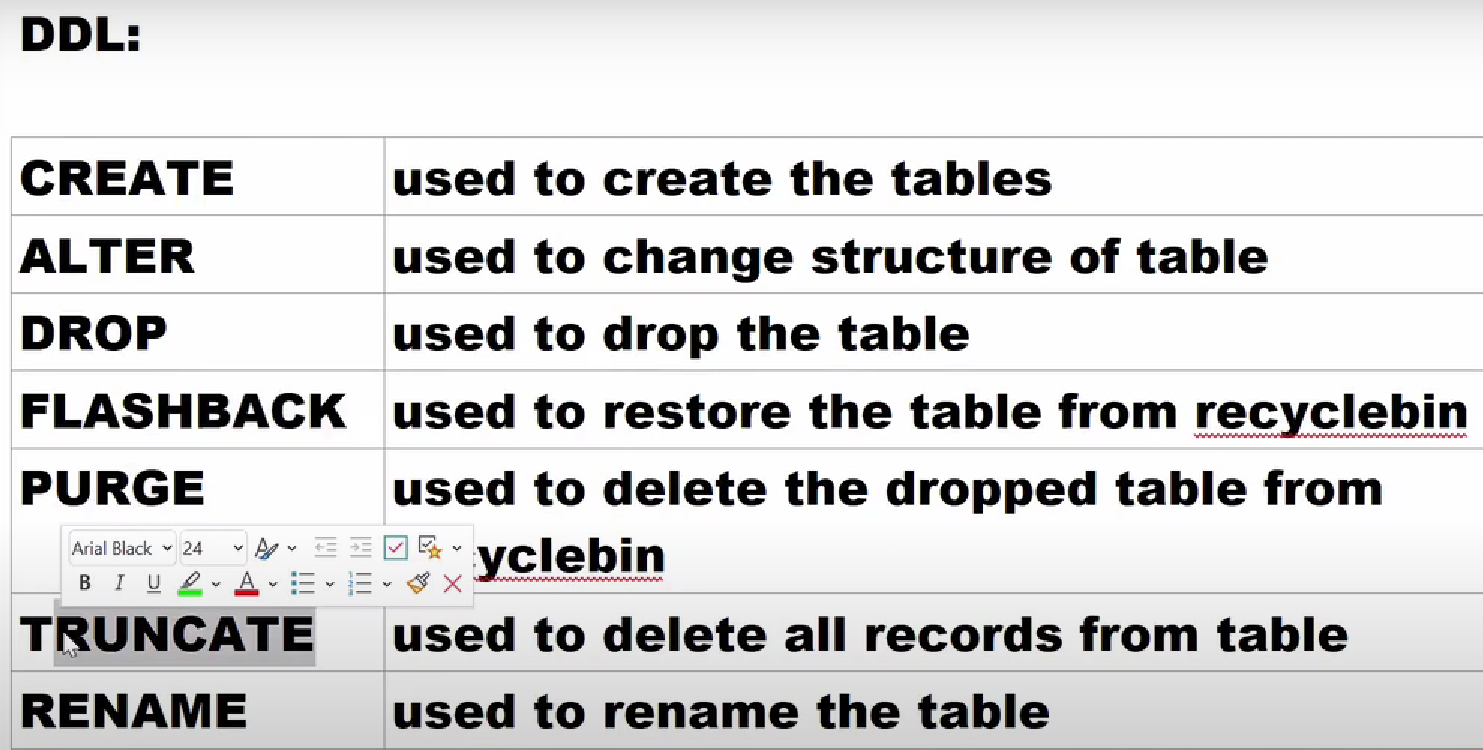 DDL:
CREATE used to create the tables
ALTER used to change structure of table
DROP used to drop the table
FLASHBACK used to restore the table from recyclebin
PURGE used to delete the dropped table from
Arial Black 24
yclebin
B I U A
TRUNCATE used to delete all records from table
RENAME used to rename the table